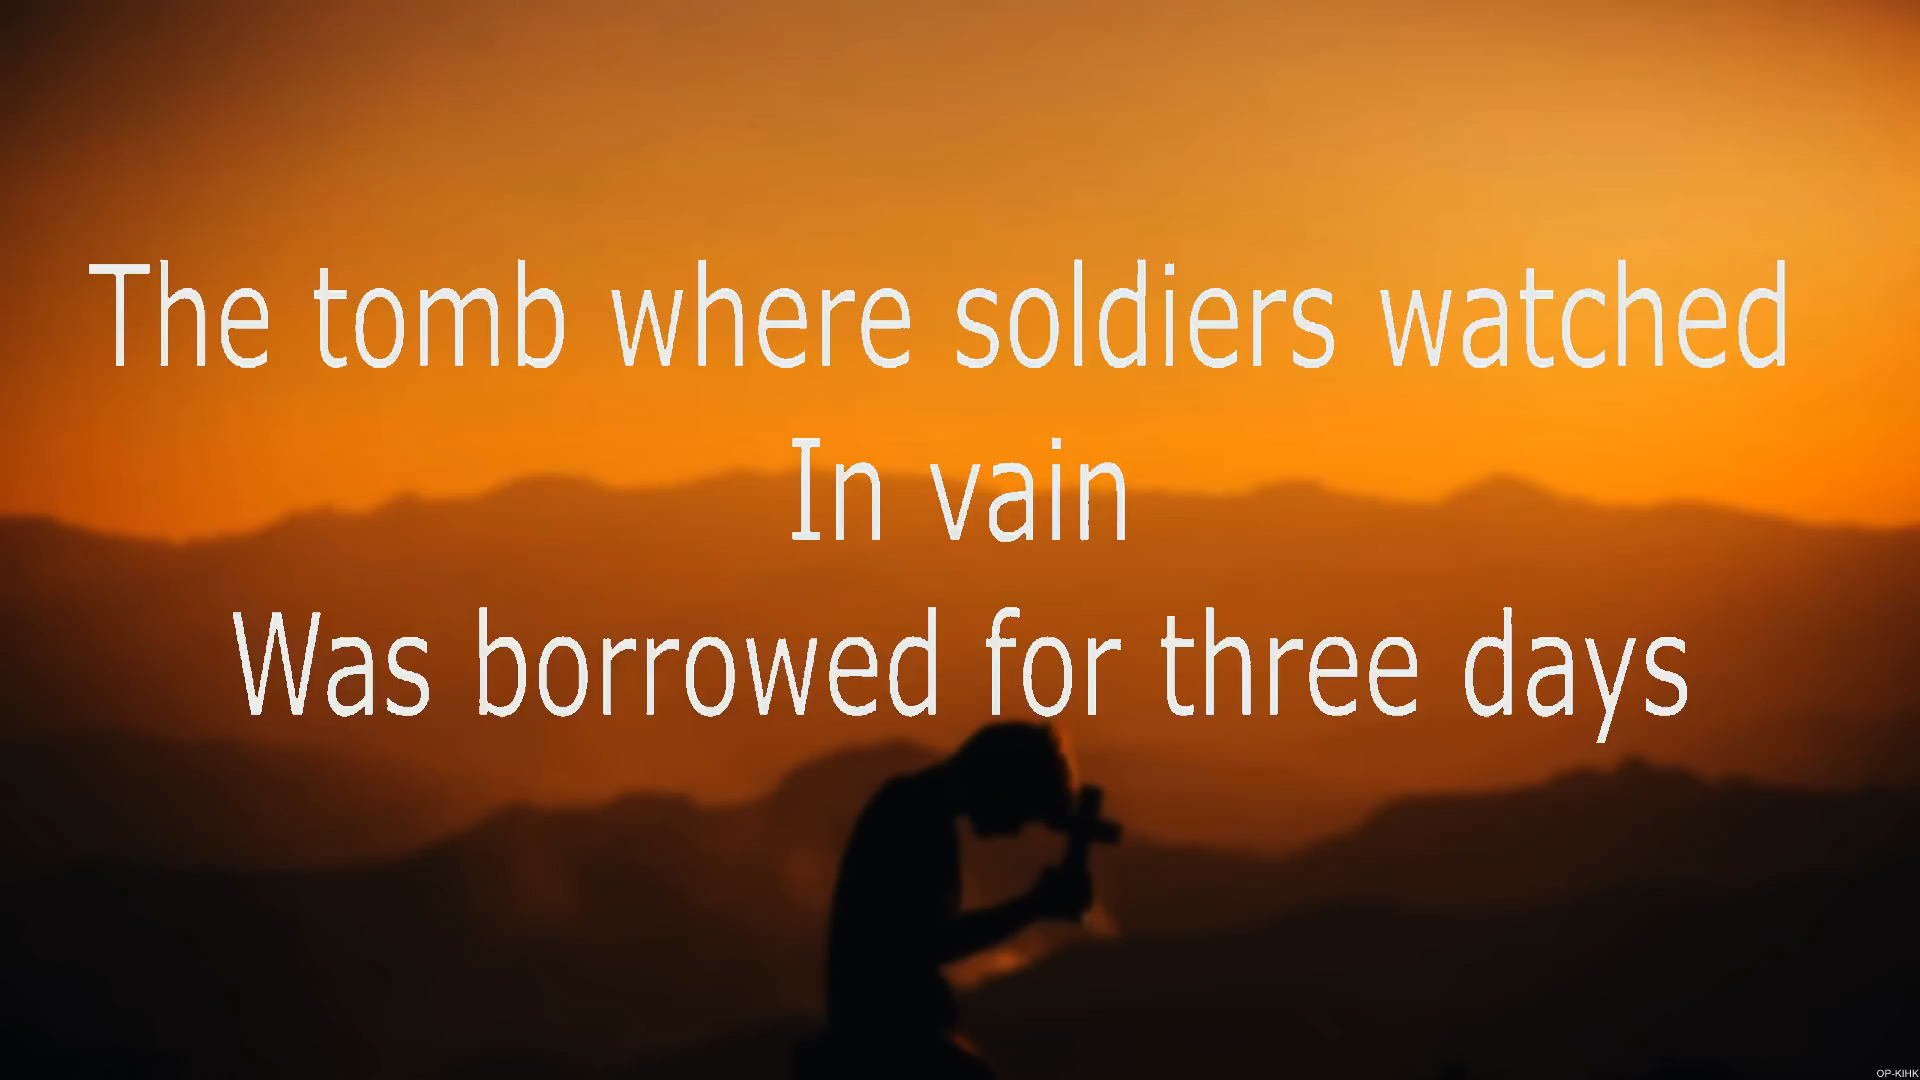 The tomb where soldiers watched
In vain
Was borrowed for three days
OP-KIHK